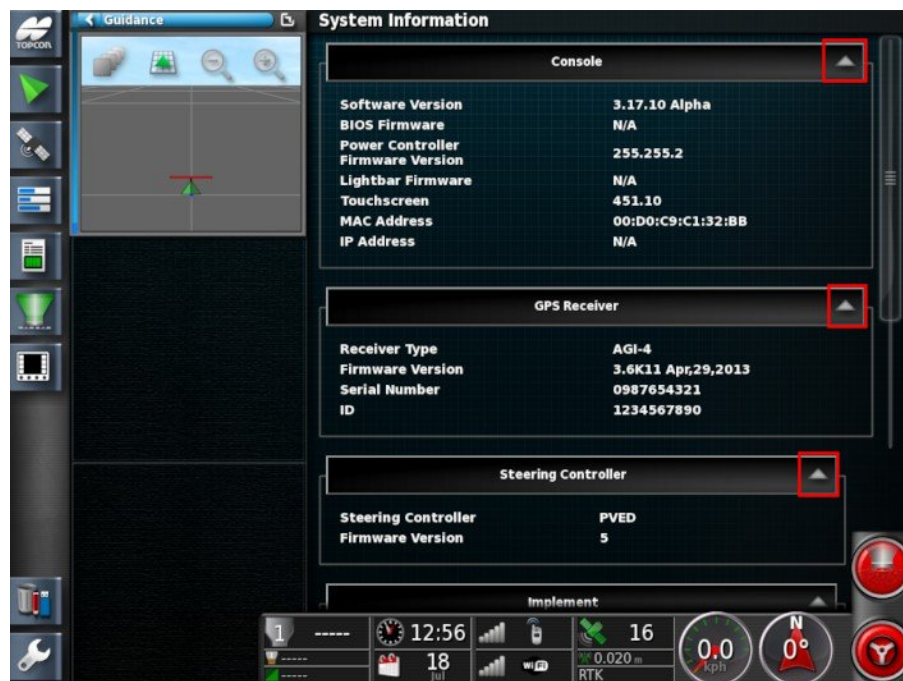 TOPCON
Guidance
System Information
Console
Software Version 3.17.10 Alpha
BIOS Firmware N/A
Power Controller
Firmware Version 255.255.2
Lightbar Firmware N/A
Touchscreen 451.10
MAC Address 00:D0:C9:C1:32:BB
IP Address N/A
GPS Receiver
Receiver Type AGI-4
Firmware Version 3.6K11 Apr,29,2013
Serial Number 0987654321
ID 1234567890
Steering Controller
Steering Controller PVED
Firmware Version 5
Implement
1 ----- 12:56 16
----- 18 WiFi 0.020 m
----- Jul RTK
0.0
kph
N
0°